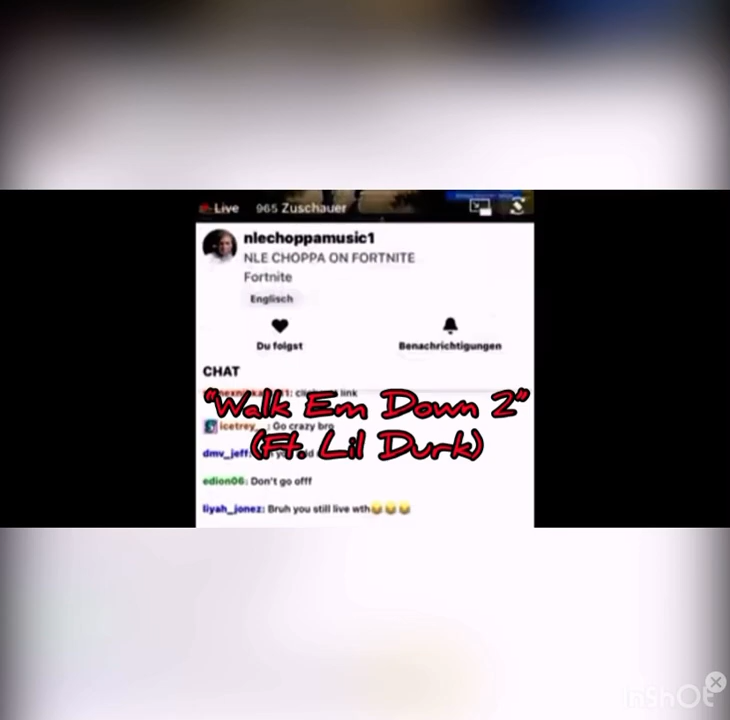 Live 965 Zuschauer
nlechoppamusic1
NLE CHOPPA ON FORTNITE
Fortnite
Englisch
Du folgst Benachrichtigungen
CHAT
link
"Walk Em Down 2"
icetrey_: Go crazy bro
(Ft. Lil Durk)
dmv_jeff:
edion06: Don't go offf
liyah_jonez: Bruh you still live wth😂😂😂
InShOt